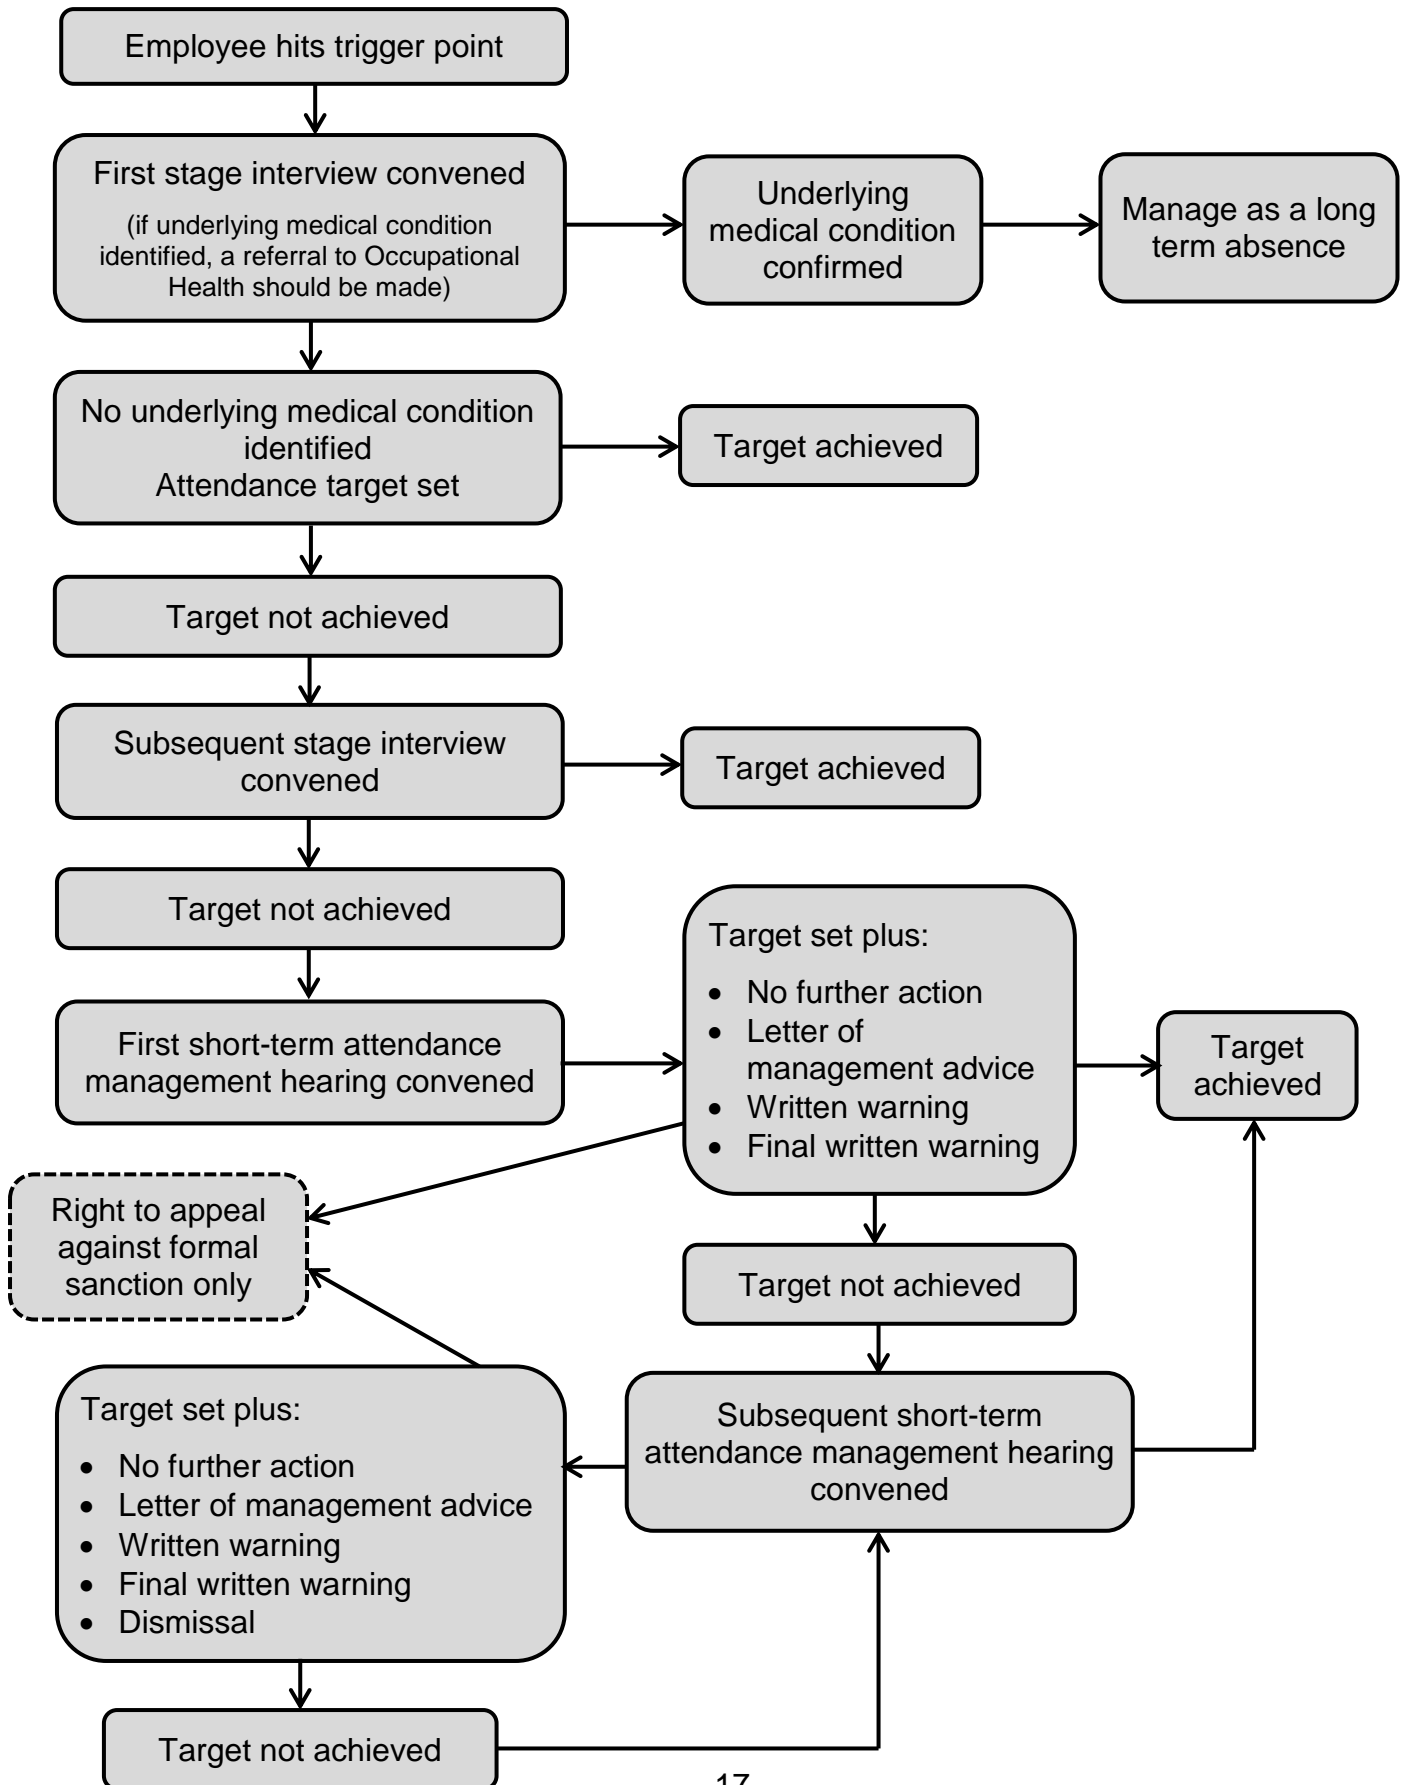 Employee hits trigger point
First stage interview convened
(if underlying medical condition
identified, a referral to Occupational
Health should be made)
Underlying
medical condition
confirmed
Manage as a long
term absence
No underlying medical condition
identified
Attendance target set
Target achieved
Target not achieved
Subsequent stage interview
convened
Target achieved
Target not achieved
First short-term attendance
management hearing convened
Target set plus:
• No further action
• Letter of
management advice
• Written warning
• Final written warning
Target
achieved
Right to appeal
against formal
sanction only
Target not achieved
Subsequent short-term
attendance management hearing
convened
Target set plus:
• No further action
• Letter of management advice
• Written warning
• Final written warning
• Dismissal
Target not achieved
17